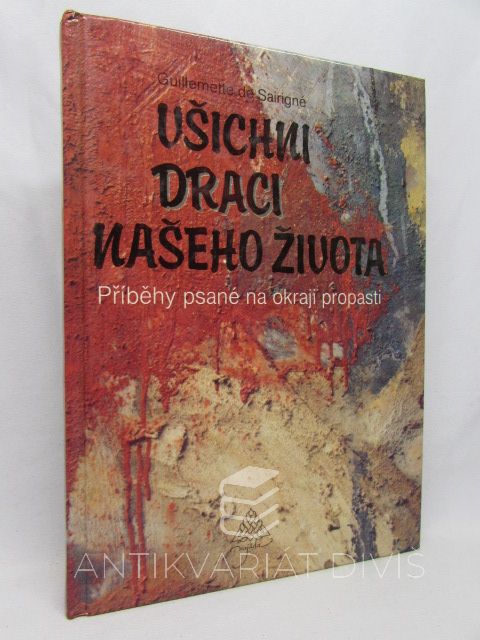 Guillemette de Sairigné
VŠICHNI
DRACI
NAŠEHO ŽIVOTA
Příběhy psané na okraji propasti
ANTIKVARIÁT DIVIŠ